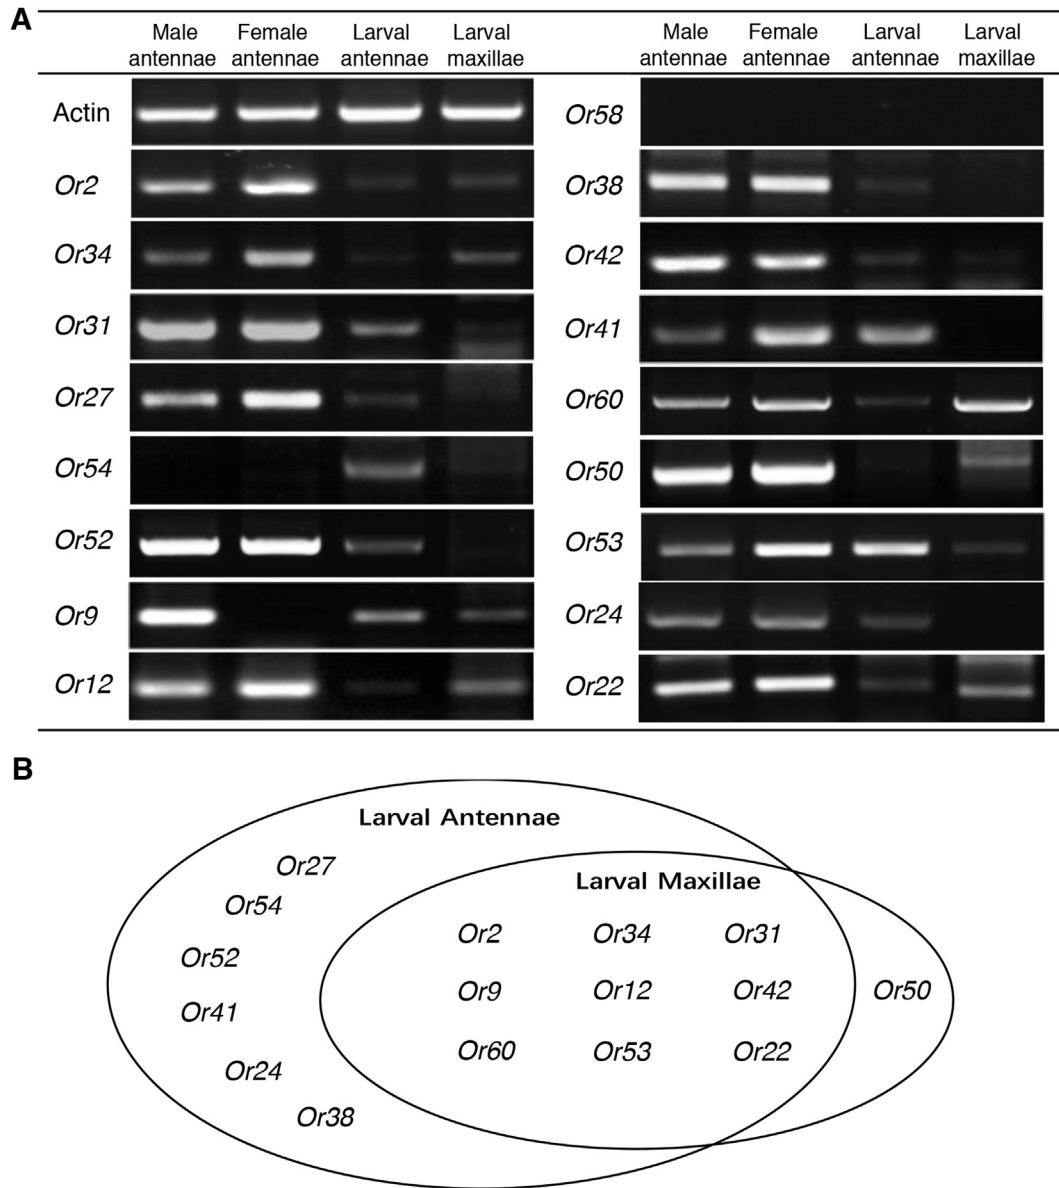 A
Male antennae Female antennae Larval antennae Larval maxillae
Male antennae Female antennae Larval antennae Larval maxillae
Actin
Or2
Or34
Or31
Or27
Or54
Or52
Or9
Or12
Or58
Or38
Or42
Or41
Or60
Or50
Or53
Or24
Or22
B
Larval Antennae
Or27
Or54
Or52
Or41
Or24
Or38
Larval Maxillae
Or2 Or34 Or31
Or9 Or12 Or42
Or60 Or53 Or22
Or50